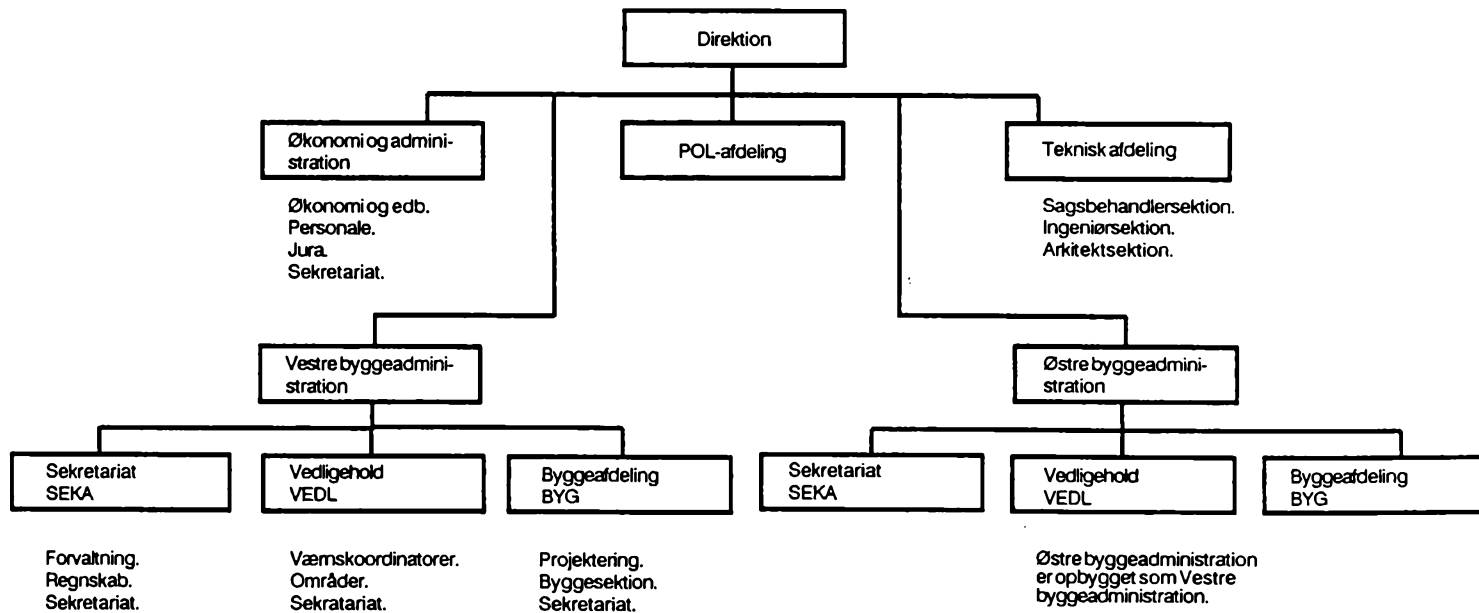 Direktion
Økonomi og admini-
stration
POL-afdeling
Teknisk afdeling
Økonomi og edb.
Personale.
Jura.
Sekretariat.
Sagsbehandlersektion.
Ingeniørsektion.
Arkitektsektion.
Vestre byggeadmini-
stration
Østre byggeadmini-
stration
Sekretariat
SEKA
Vedligehold
VEDL
Byggeafdeling
BYG
Sekretariat
SEKA
Vedligehold
VEDL
Byggeafdeling
BYG
Forvaltning.
Regnskab.
Sekretariat.
Værnskoordinatorer.
Områder.
Sekratariat.
Projektering.
Byggesektion.
Sekretariat.
Østre byggeadministration
er opbygget som Vestre
byggeadministration.